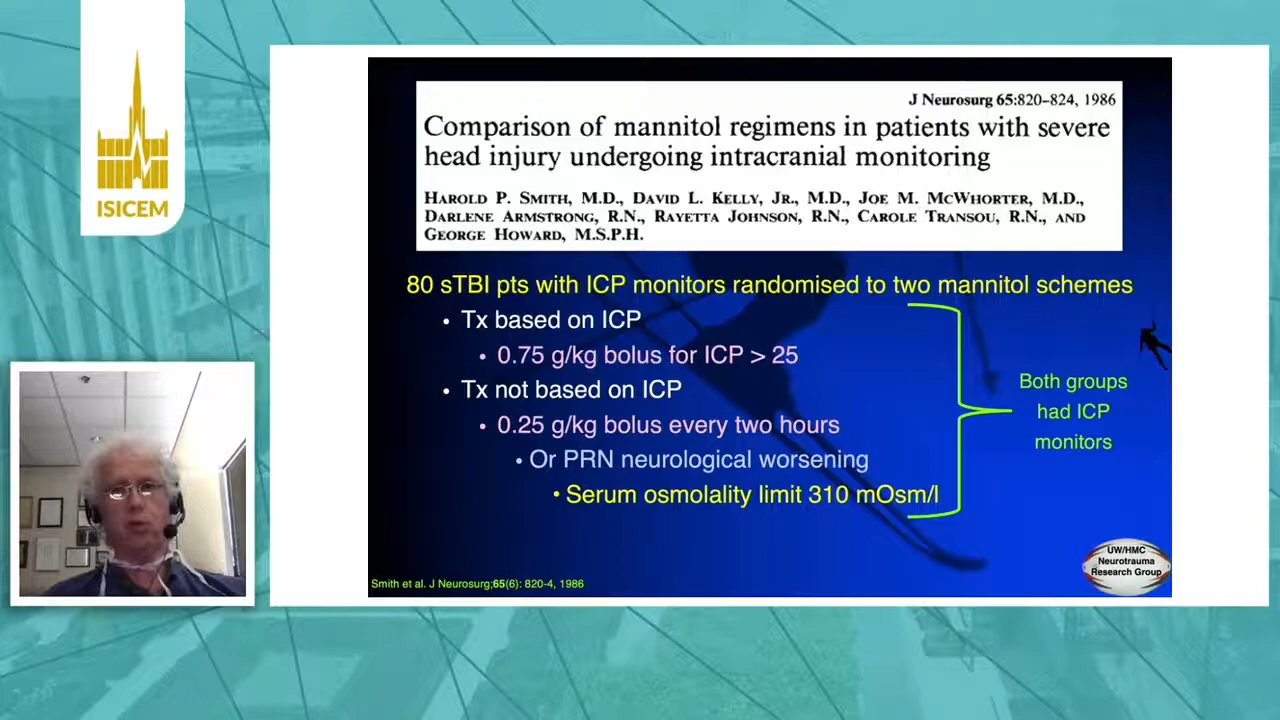 ISICEM
J Neurosurg 65:820–824, 1986
Comparison of mannitol regimens in patients with severe
head injury undergoing intracranial monitoring
HAROLD P. SMITH, M.D., DAVID L. KELLY, JR., M.D., JOE M. MCWHORTER, M.D.,
DARLENE ARMSTRONG, R.N., RAYETTA JOHNSON, R.N., CAROLE TRANSOU, R.N., AND
GEORGE HOWARD, M.S.P.H.
80 sTBI pts with ICP monitors randomised to two mannitol schemes
• Tx based on ICP
• 0.75 g/kg bolus for ICP > 25
• Tx not based on ICP
• 0.25 g/kg bolus every two hours
• Or PRN neurological worsening
• Serum osmolality limit 310 mOsm/l
Both groups
had ICP
monitors
UW/HMC
Neurotrauma
Research Group
Smith et al. J Neurosurg;65(6): 820-4, 1986